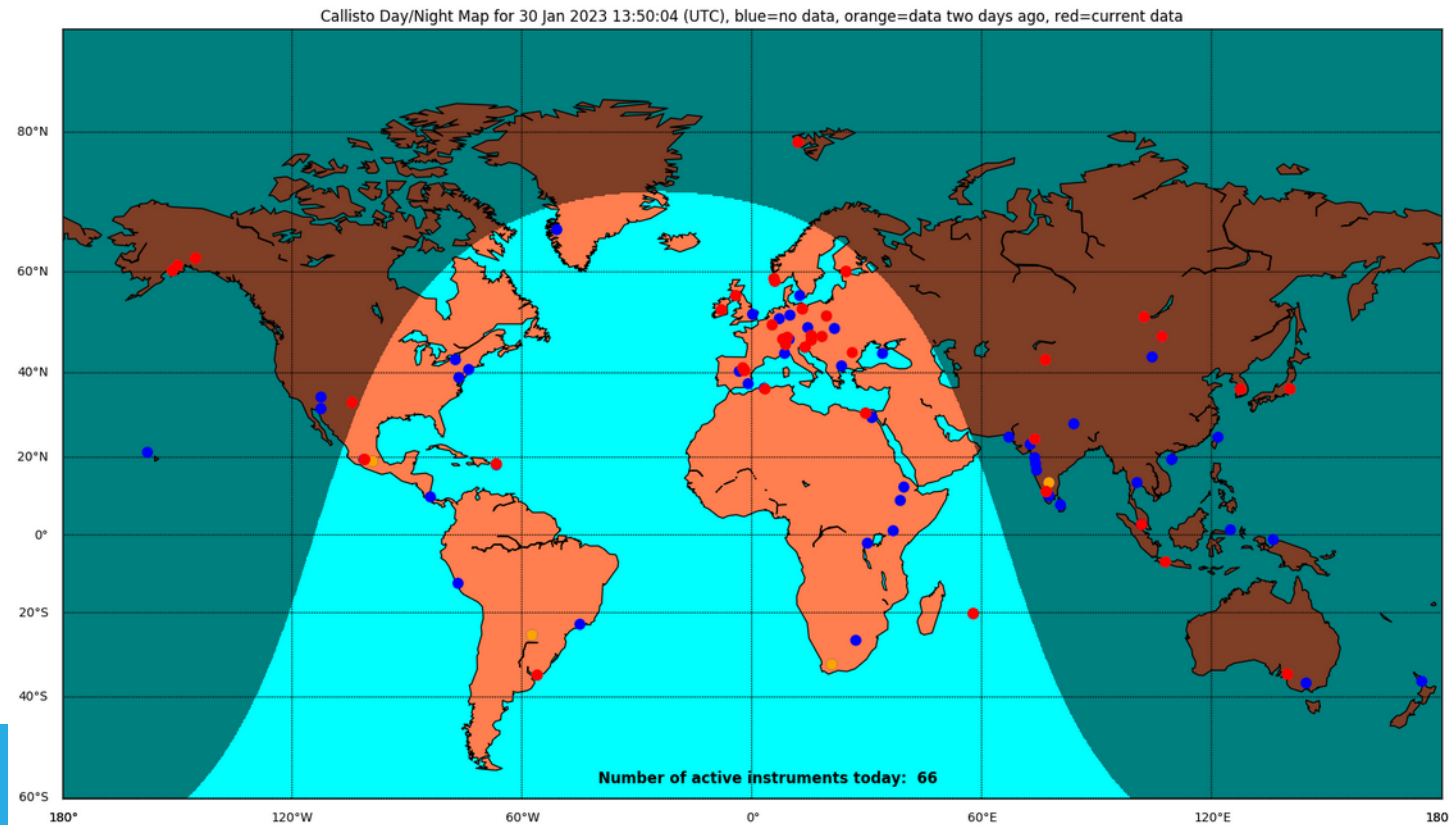 Callisto Day/Night Map for 30 Jan 2023 13:50:04 (UTC), blue=no data, orange=data two days ago, red=current data
80°N
60°N
40°N
20°N
0°
20°S
40°S
60°S
Number of active instruments today:  66
180° 120°W 60°W 0° 60°E 120°E 180